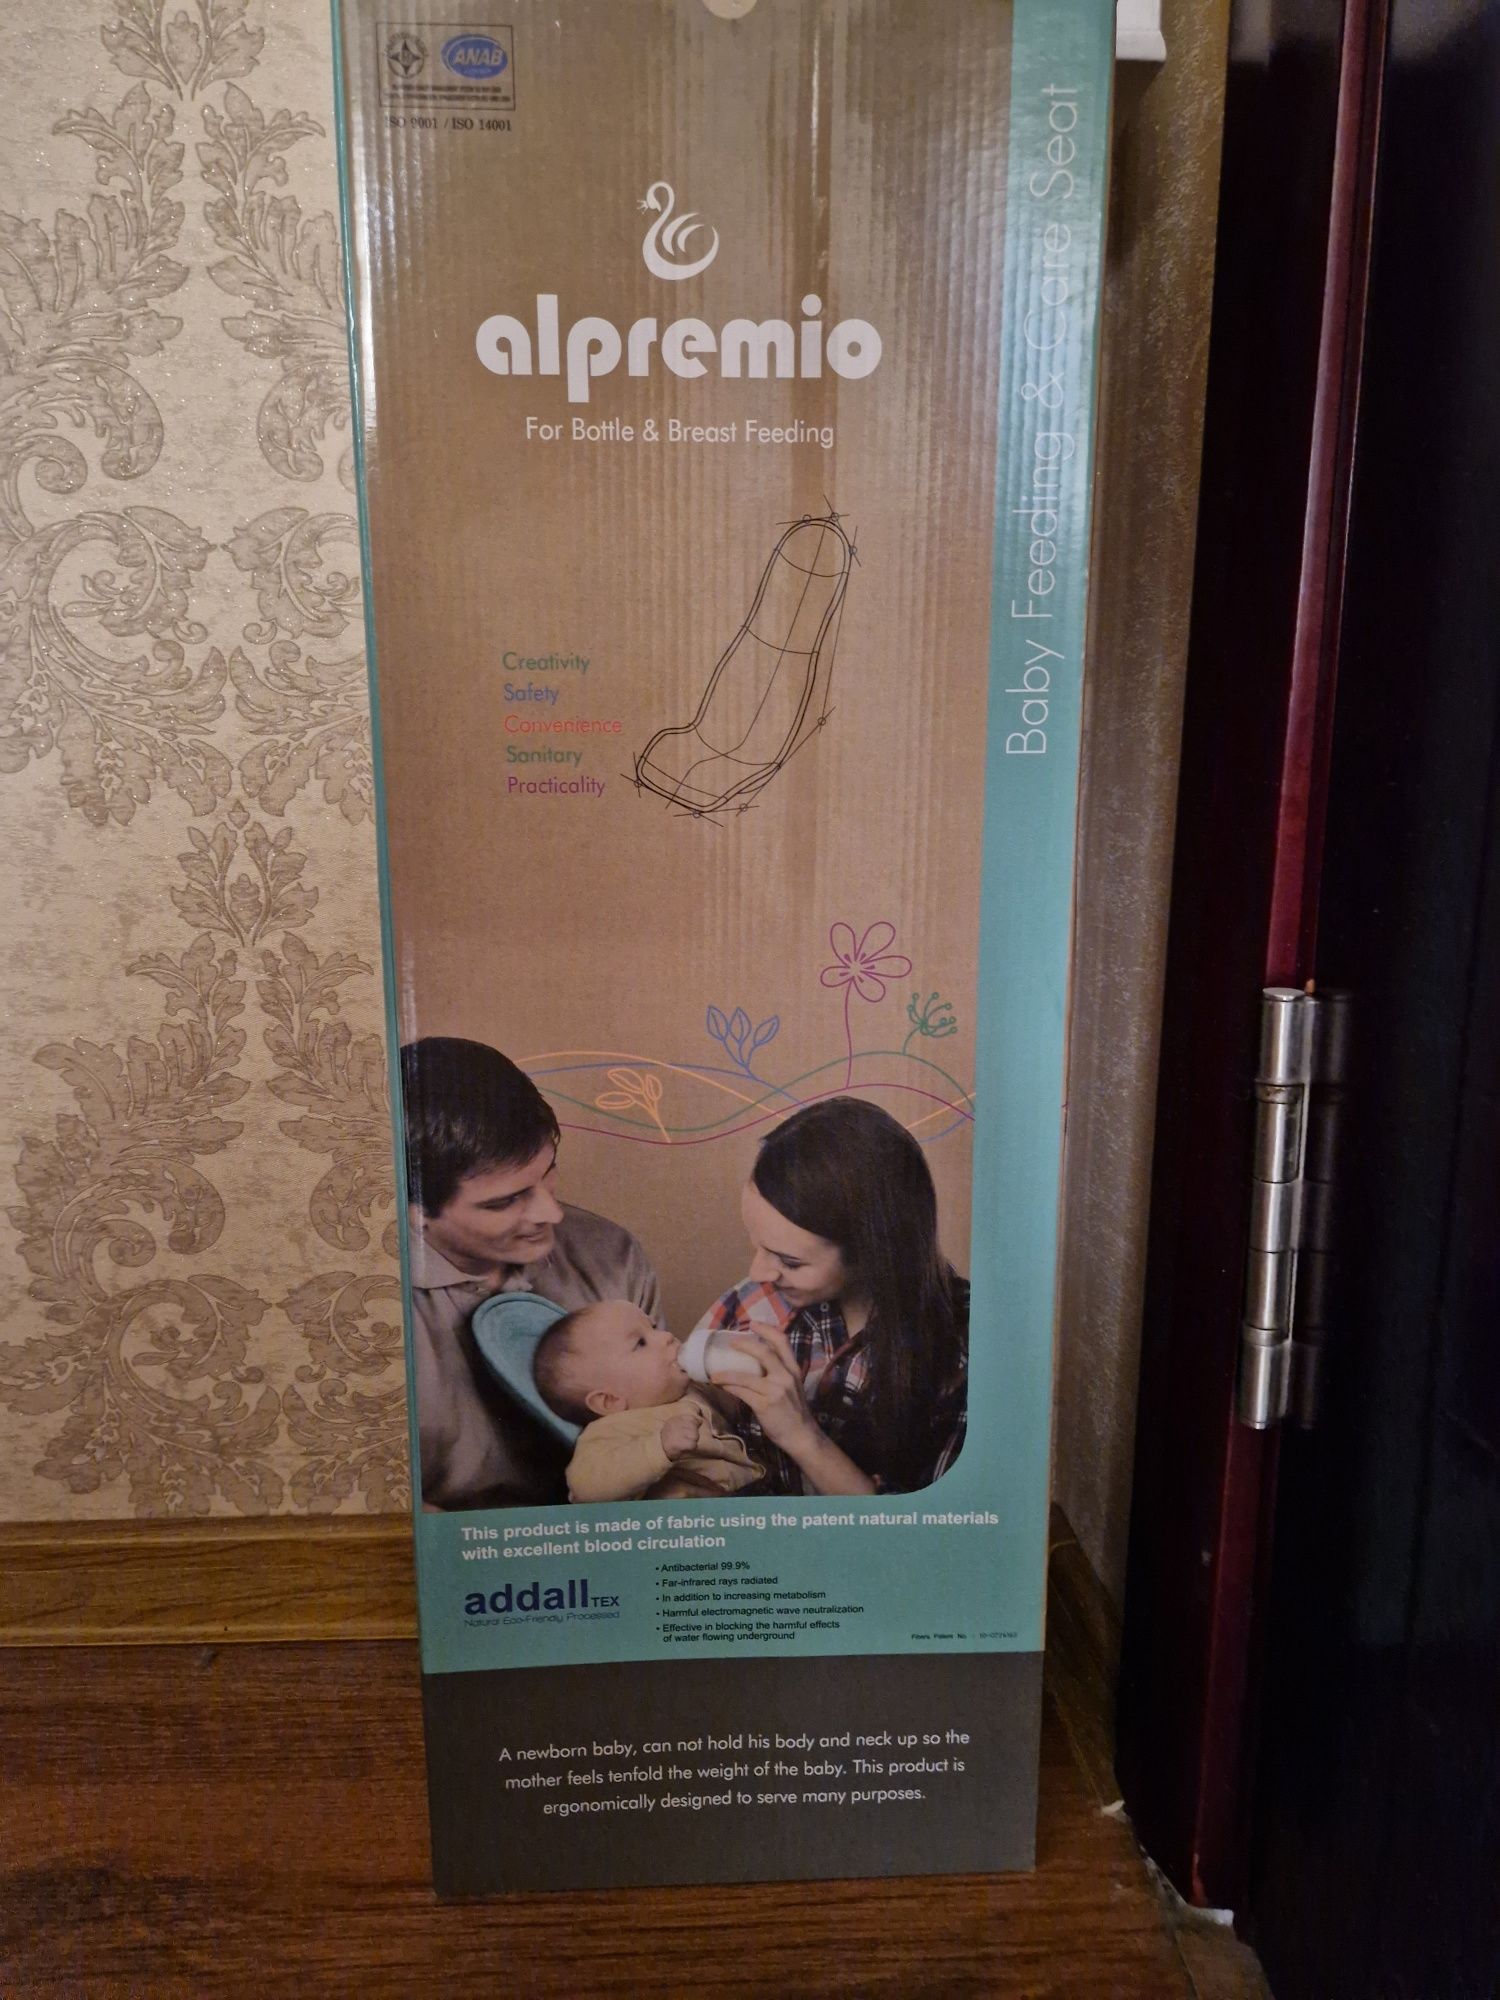 ANAB
ISO 9001 / ISO 14001
alpremio
For Bottle & Breast Feeding
Baby Feeding & Care Seat
Creativity
Safety
Convenience
Sanitary
Practicality
This product is made of fabric using the patent natural materials
with excellent blood circulation
addall TEX
Natural Eco-Friendly Processed
• Antibacterial 99.9%
• Far-infrared rays radiated
• In addition to increasing metabolism
• Harmful electromagnetic wave neutralization
• Effective in blocking the harmful effects
of water flowing underground
A newborn baby, can not hold his body and neck up so the
mother feels tenfold the weight of the baby. This product is
ergonomically designed to serve many purposes.